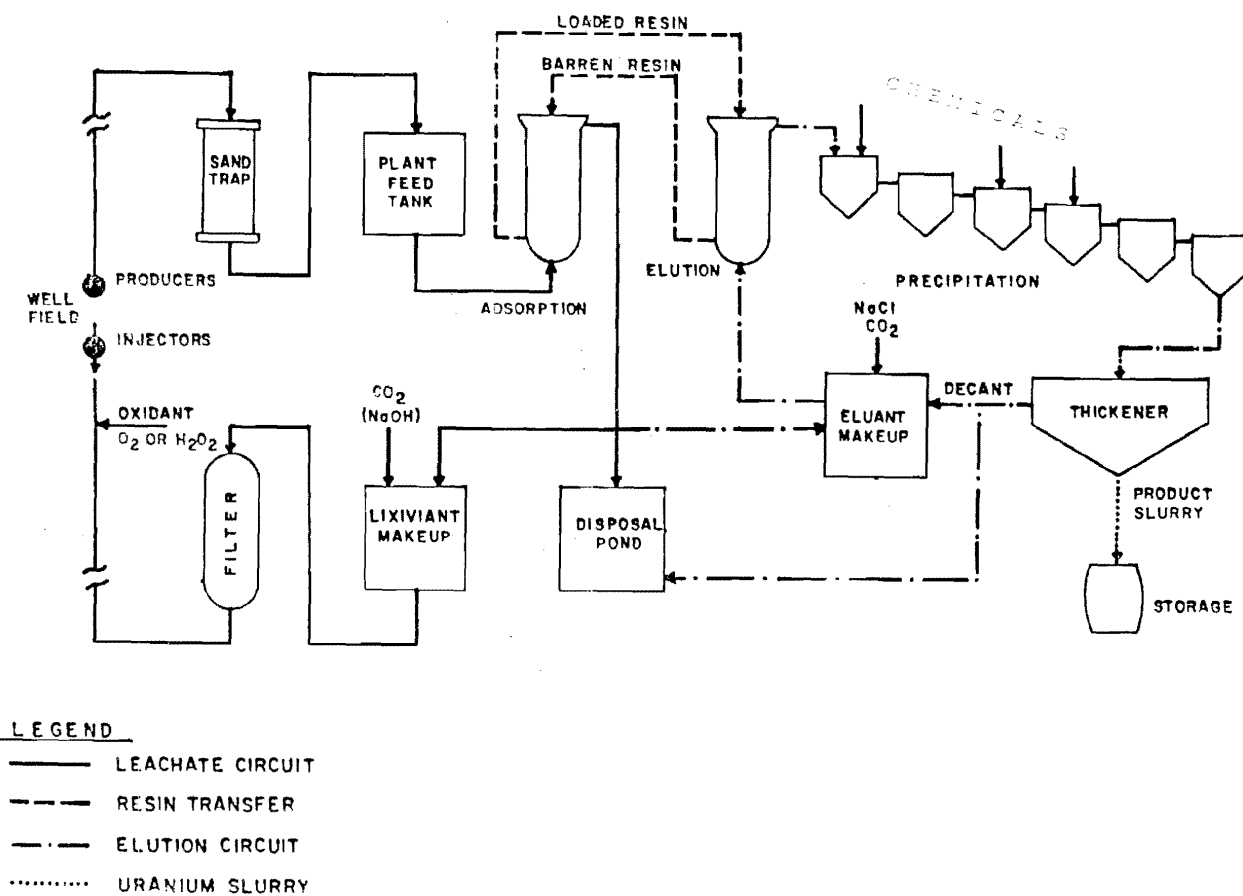 LOADED RESIN
BARREN RESIN
CHEMICALS
SAND
TRAP
PLANT
FEED
TANK
ELUTION
PRECIPITATION
PRODUCERS
WELL
FIELD
ADSORPTION
INJECTORS
NaCl
CO2
DECANT
THICKENER
ELUANT
MAKEUP
CO2
(NaOH)
OXIDANT
O2 OR H2O2
FILTER
LIXIVIANT
MAKEUP
DISPOSAL
POND
PRODUCT
SLURRY
STORAGE
LEGEND
LEACHATE CIRCUIT
RESIN TRANSFER
ELUTION CIRCUIT
URANIUM SLURRY